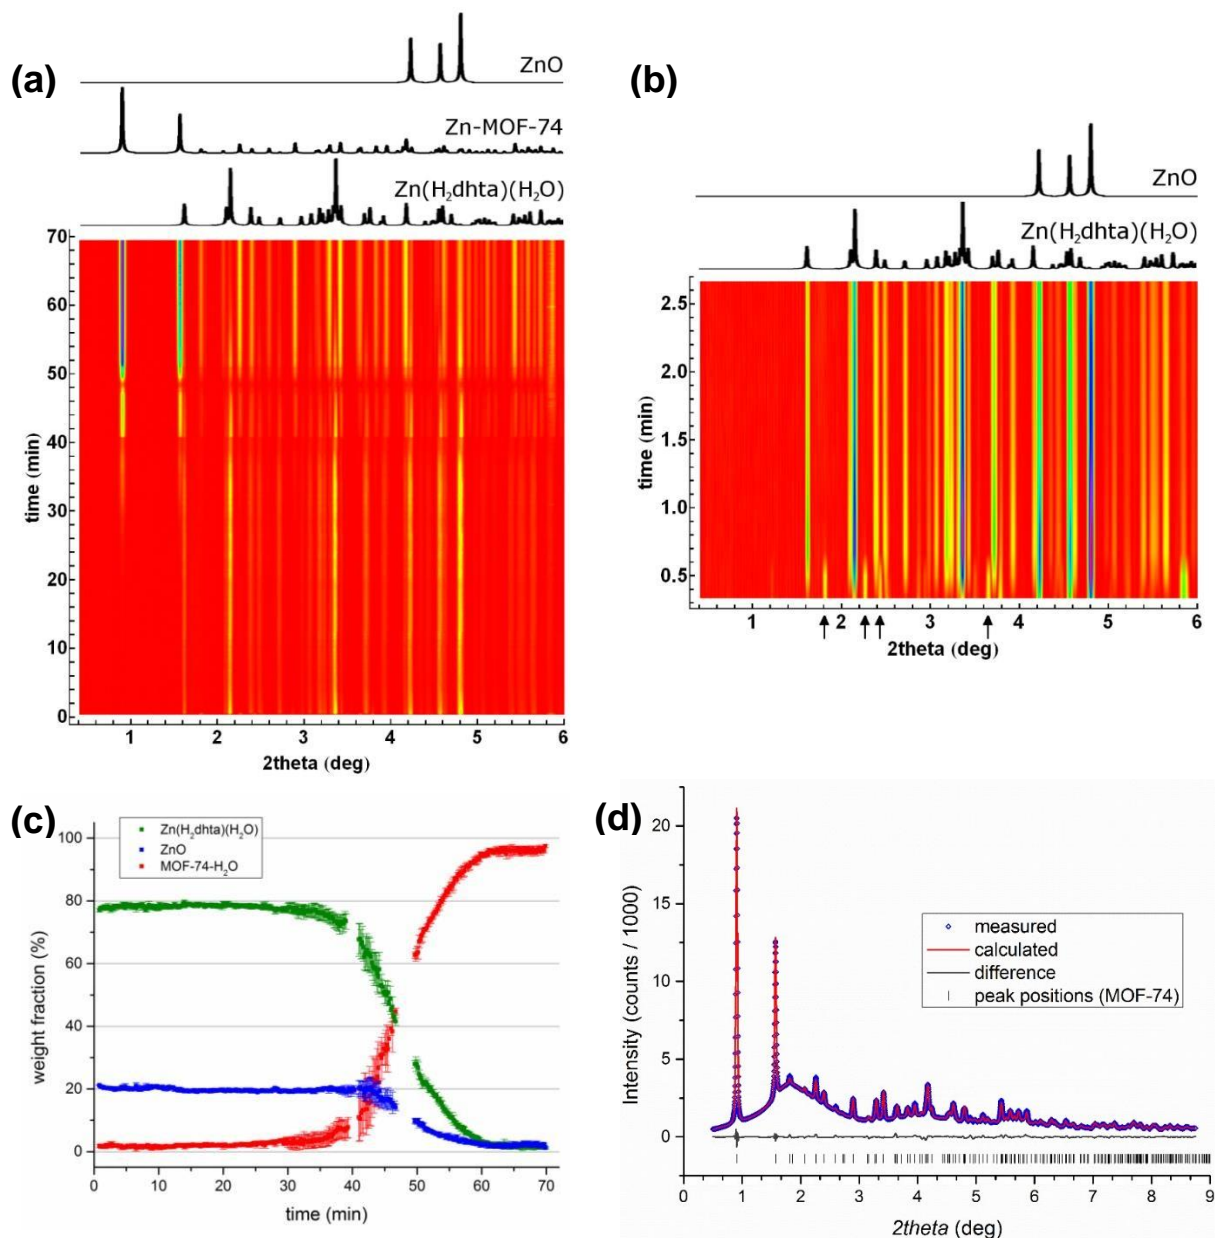 (a)
ZnO
Zn-MOF-74
Zn(H₂dhta)(H₂O)
70
60
50
40
30
20
10
0
time (min)
1 2 3 4 5 6
2theta (deg)
(b)
ZnO
Zn(H₂dhta)(H₂O)
2.5
2.0
1.5
1.0
0.5
time (min)
1 2 3 4 5 6
2theta (deg)
(c)
Zn(H₂dhta)(H₂O)
ZnO
MOF-74-H₂O
100
80
60
40
20
0
weight fraction (%)
0 10 20 30 40 50 60 70
time (min)
(d)
measured
calculated
difference
peak positions (MOF-74)
20
15
10
5
0
Intensity (counts / 1000)
0 1 2 3 4 5 6 7 8 9
2theta (deg)